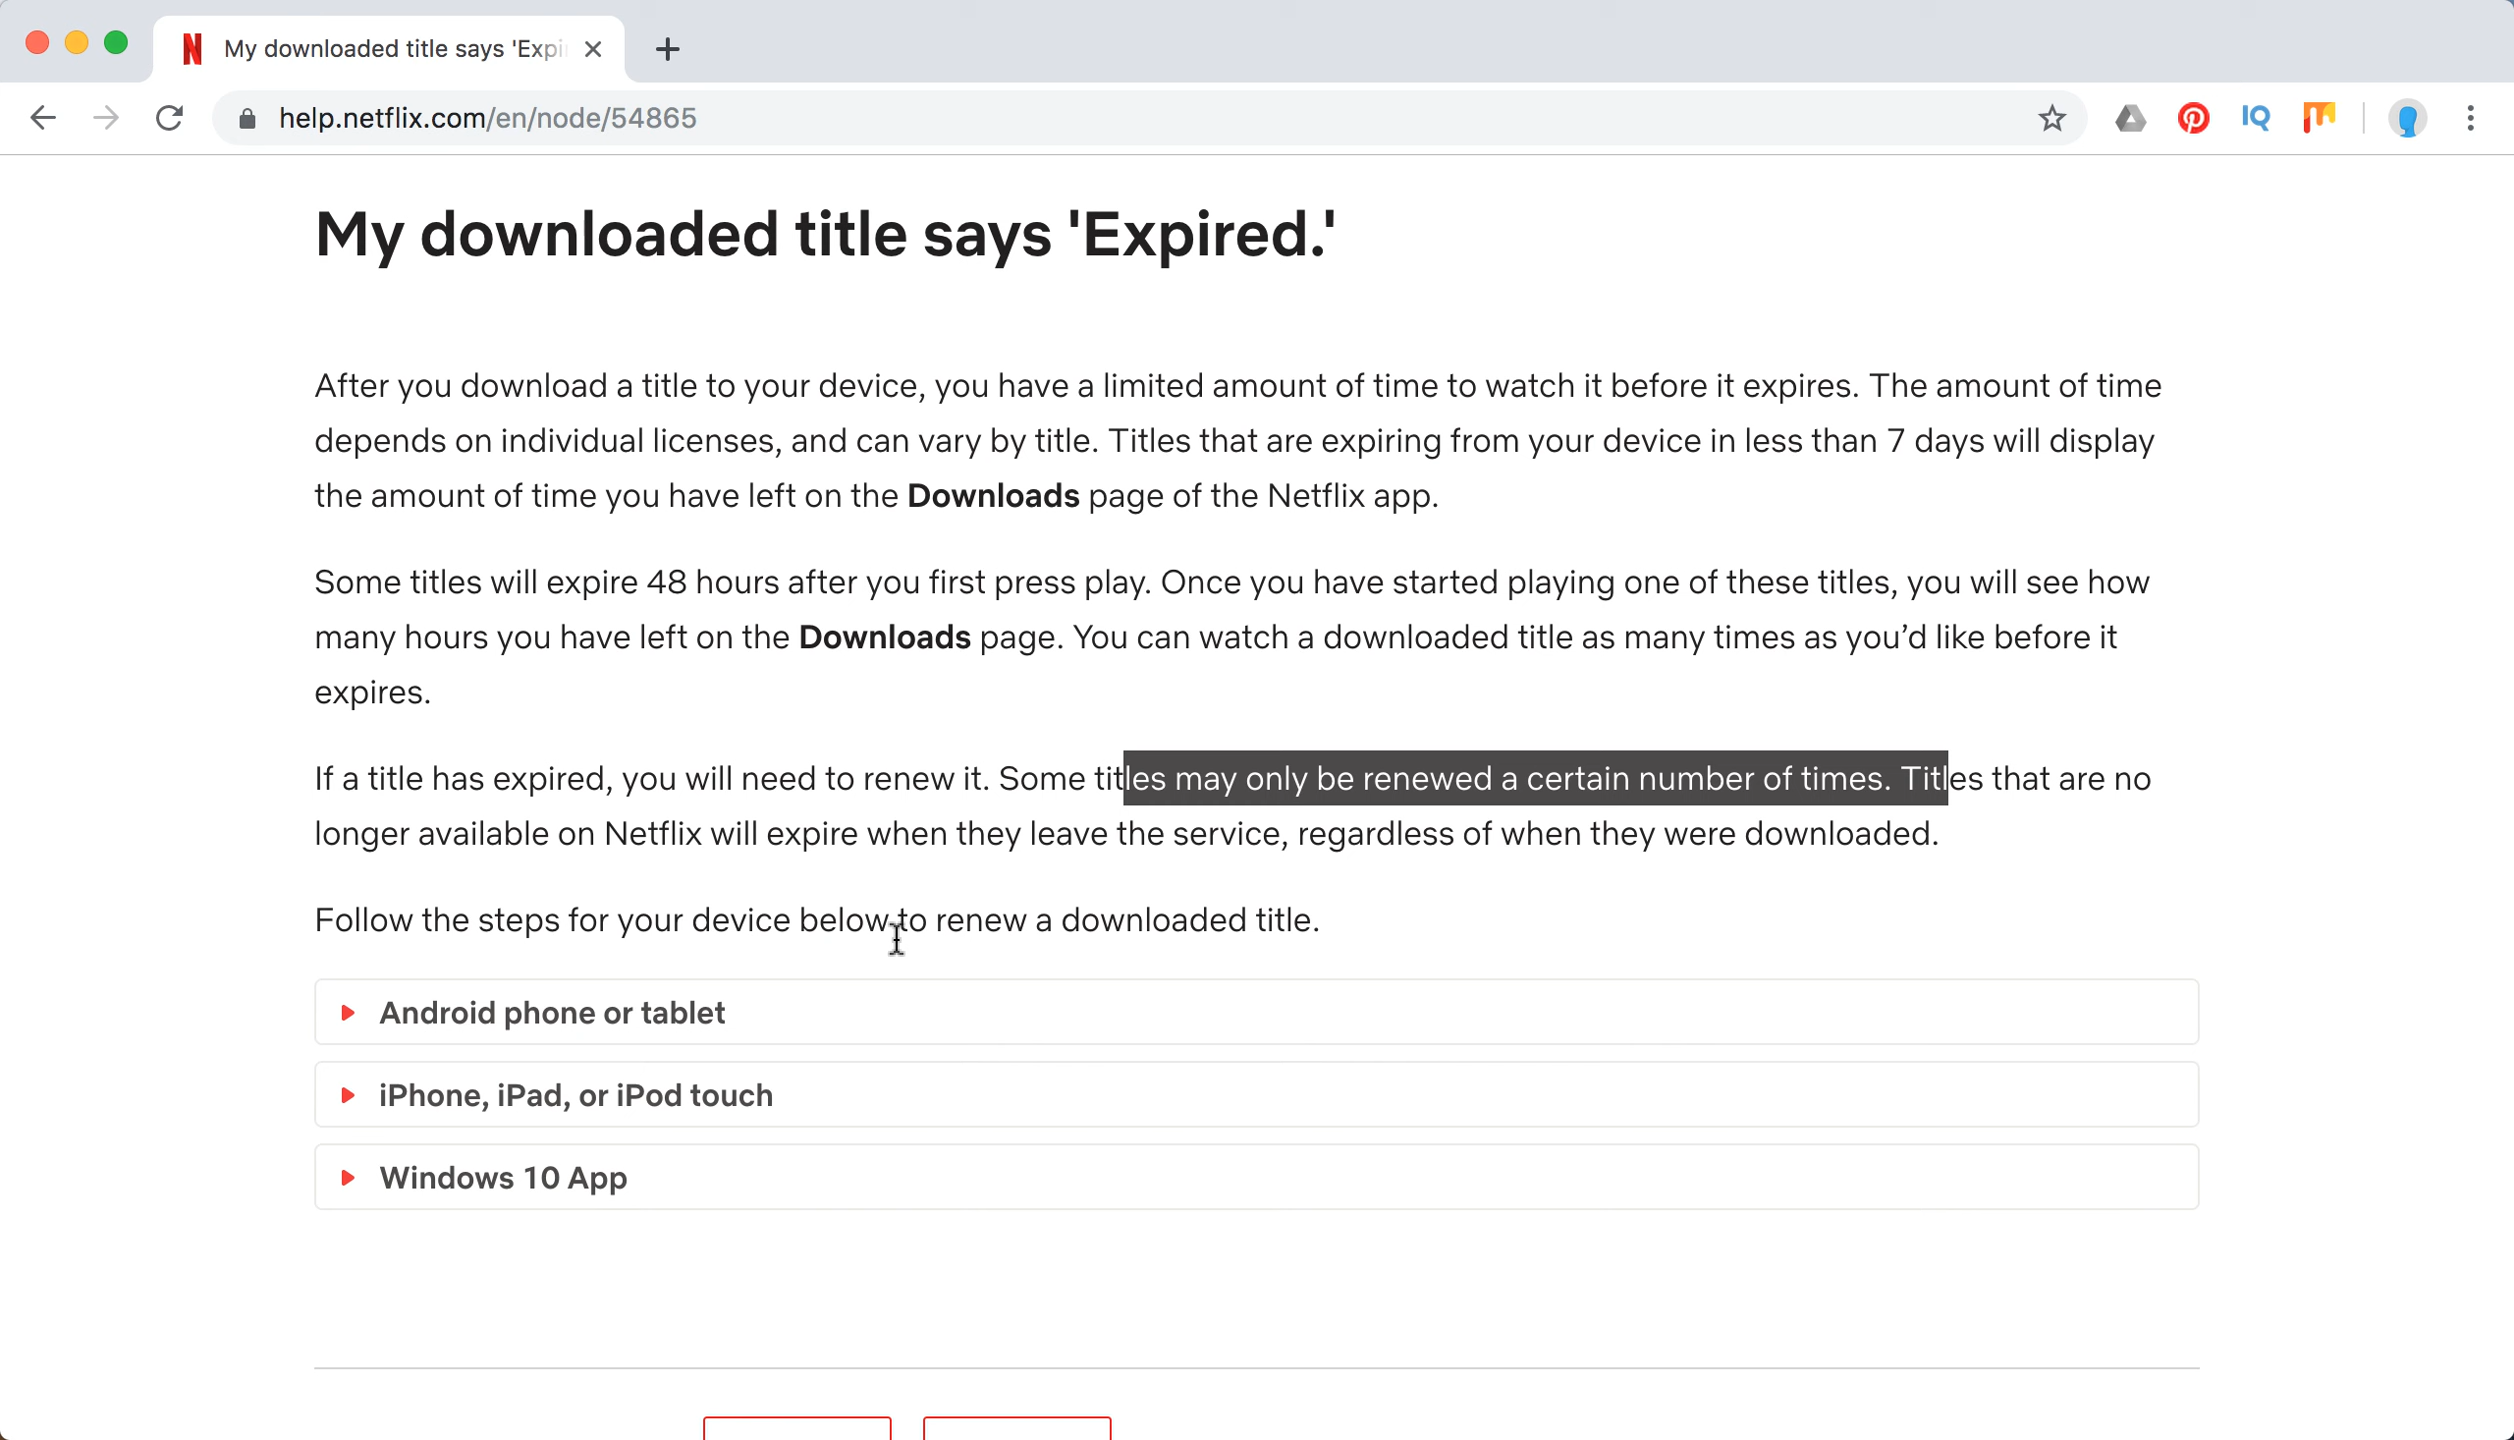 My downloaded title says 'Expi
help.netflix.com/en/node/54865
IQ
My downloaded title says 'Expired.'
After you download a title to your device, you have a limited amount of time to watch it before it expires. The amount of time
depends on individual licenses, and can vary by title. Titles that are expiring from your device in less than 7 days will display
the amount of time you have left on the Downloads page of the Netflix app.
Some titles will expire 48 hours after you first press play. Once you have started playing one of these titles, you will see how
many hours you have left on the Downloads page. You can watch a downloaded title as many times as you’d like before it
expires.
If a title has expired, you will need to renew it. Some titles may only be renewed a certain number of times. Titles that are no
longer available on Netflix will expire when they leave the service, regardless of when they were downloaded.
Follow the steps for your device below to renew a downloaded title.
Android phone or tablet
iPhone, iPad, or iPod touch
Windows 10 App